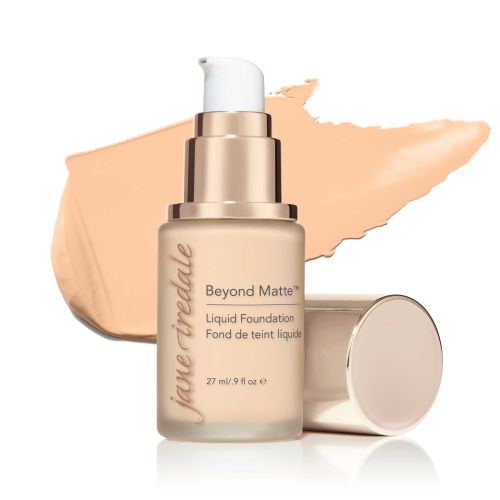 jane iredale
Beyond Matte™
Liquid Foundation
Fond de teint liquide
27 ml/.9 fl oz ℮